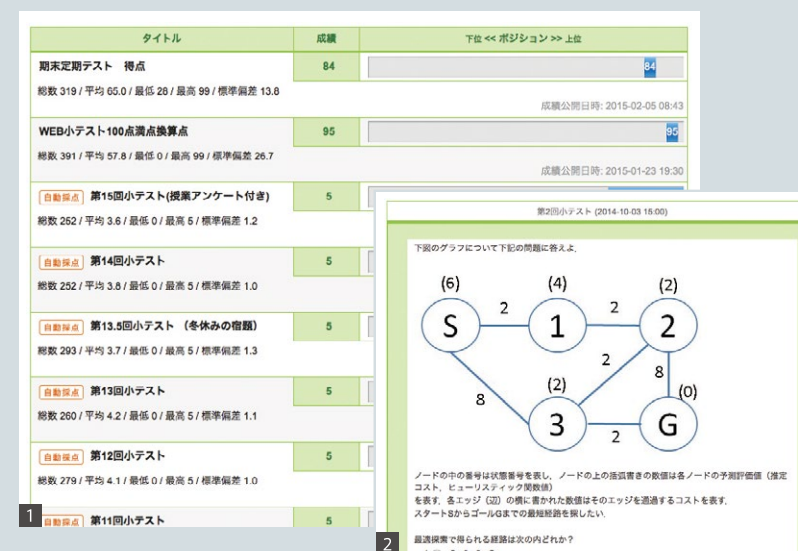 タイトル 成績 下位 << ポジション >> 上位
期末定期テスト 得点 84 84
総数 319 / 平均 65.0 / 最低 28 / 最高 99 / 標準偏差 13.8
成績公開日時: 2015-02-05 08:43
WEB小テスト100点満点換算点 95 95
総数 391 / 平均 57.8 / 最低 0 / 最高 99 / 標準偏差 26.7
成績公開日時: 2015-01-23 19:30
自動採点 第15回小テスト(授業アンケート付き) 5
総数 252 / 平均 3.6 / 最低 0 / 最高 5 / 標準偏差 1.2
自動採点 第14回小テスト 5
総数 252 / 平均 3.8 / 最低 0 / 最高 5 / 標準偏差 1.0
自動採点 第13.5回小テスト (冬休みの宿題) 5
総数 293 / 平均 3.7 / 最低 0 / 最高 5 / 標準偏差 1.3
自動採点 第13回小テスト 5
総数 260 / 平均 4.2 / 最低 0 / 最高 5 / 標準偏差 1.1
自動採点 第12回小テスト 5
総数 279 / 平均 4.1 / 最低 0 / 最高 5 / 標準偏差 1.0
1 自動採点 第11回小テスト 5
第2回小テスト (2014-10-03 15:00)
下図のグラフについて下記の問題に答えよ.
(6) (4) (2)
S 2 1 2 2
2 8
8 (2) (0)
3 2 G
ノードの中の番号は状態番号を表し，ノードの上の括弧書きの数値は各ノードの予測評価値（推定
コスト，ヒューリスティック関数値）
を表す. 各エッジ（辺）の横に書かれた数値はそのエッジを通過するコストを表す.
スタートSからゴールGまでの最短経路を探したい.
最適探索で得られる経路は次の内どれか？
2